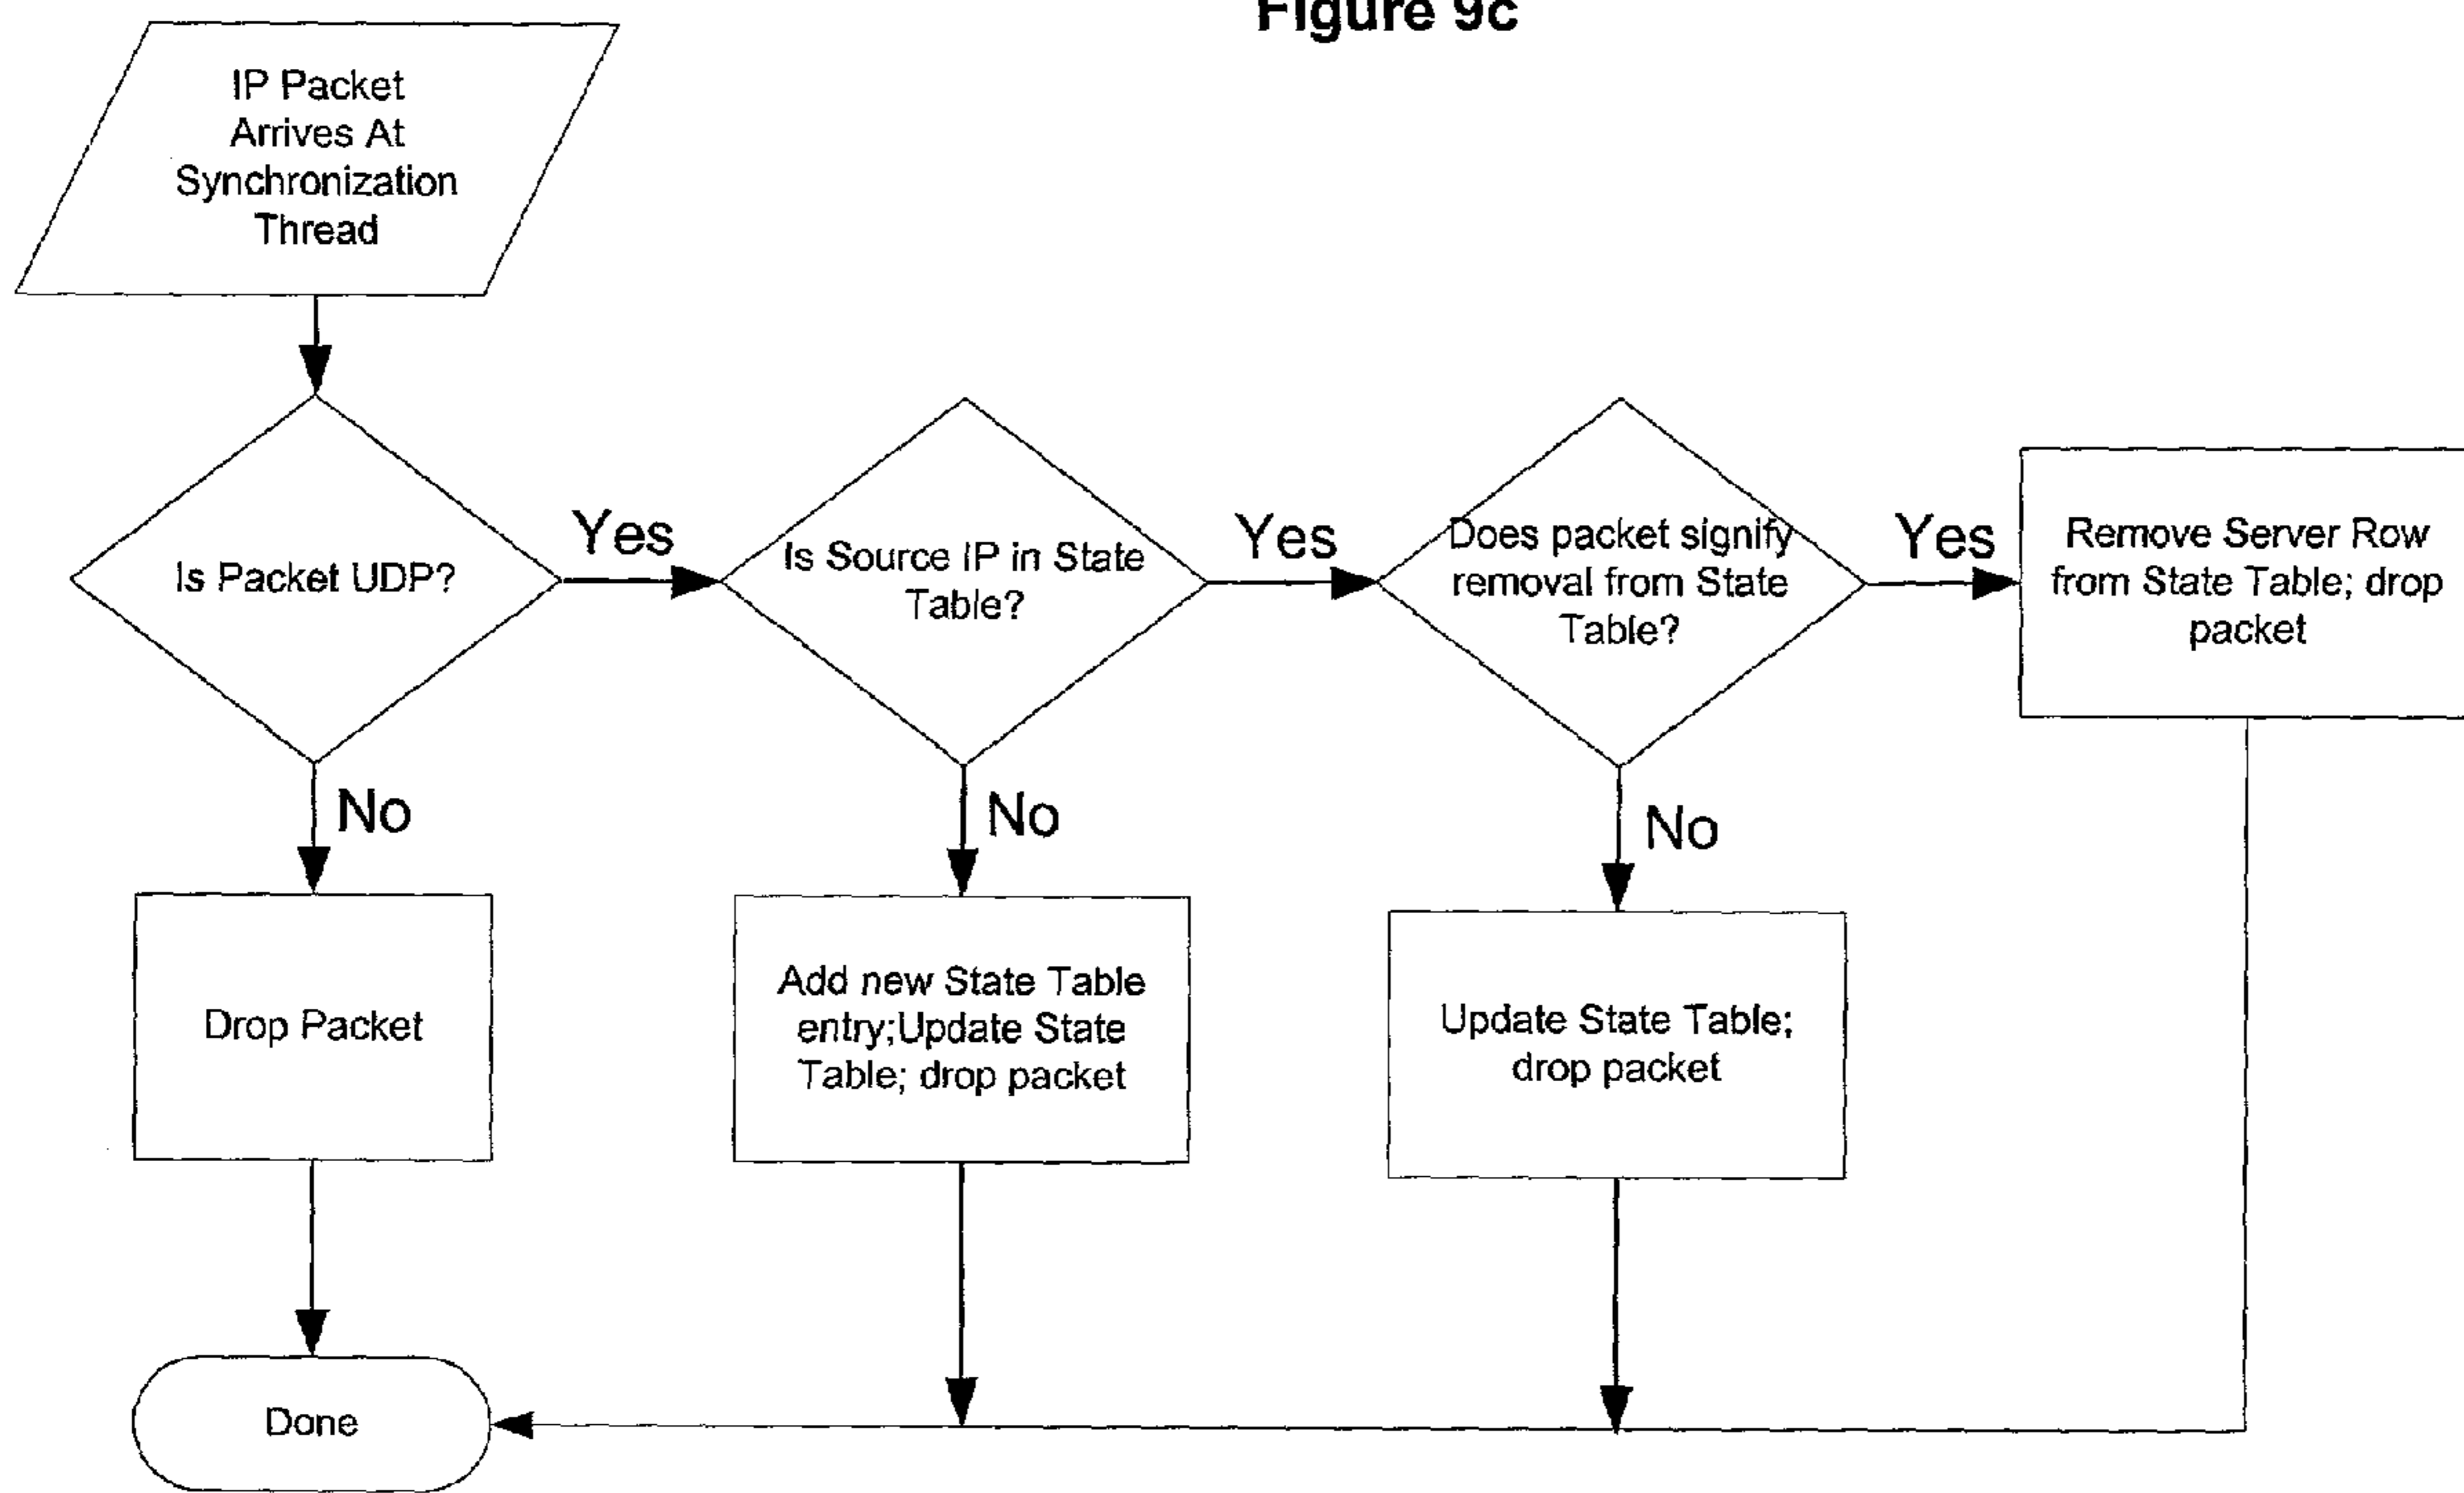 Figure 9c
IP Packet
Arrives At
Synchronization
Thread
Is Packet UDP?
Yes
Is Source IP in State
Table?
Yes
Does packet signify
removal from State
Table?
Yes
Remove Server Row
from State Table; drop
packet
No
No
No
Drop Packet
Add new State Table
entry;Update State
Table; drop packet
Update State Table;
drop packet
Done